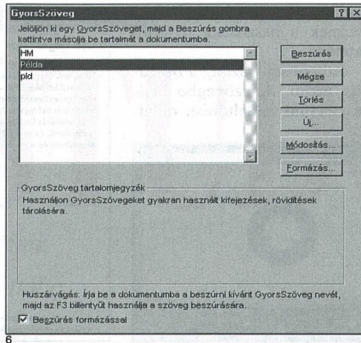 GyorsSzöveg
Jelöljön ki egy GyorsSzöveget, majd a Beszúrás gombra
kattintva másolja be tartalmát a dokumentumba.
HM
Példa
pld
Beszúrás
Mégse
Törlés
Új...
Módosítás...
Formázás...
GyorsSzöveg tartalomjegyzék
Használjon GyorsSzövegeket gyakran használt kifejezések, rövidítések
tárolására.
Huszárvágás: Írja be a dokumentumba a beszúrni kívánt GyorsSzöveg nevét,
majd az F3 billentyűt használja a szöveg beszúrására.
Beszúrás formázással
6